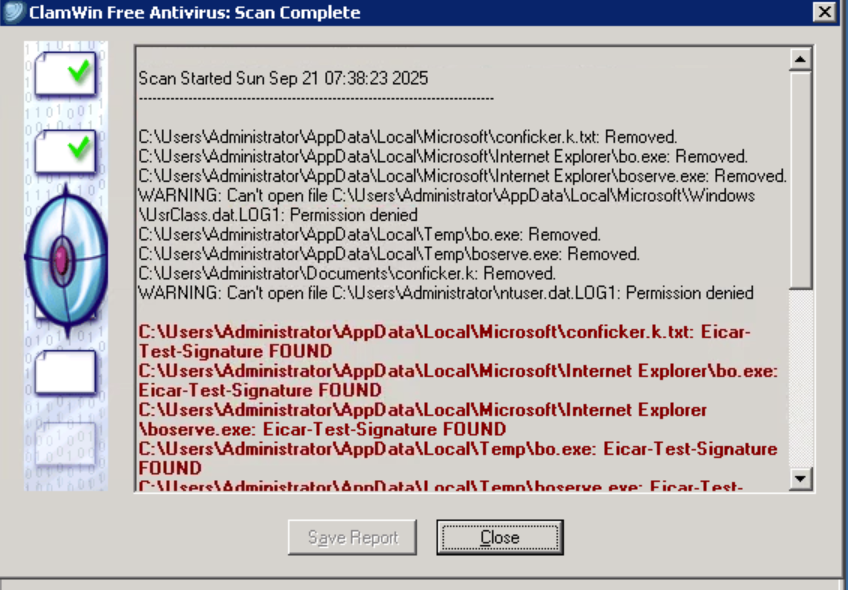 ClamWin Free Antivirus: Scan Complete
Scan Started Sun Sep 21 07:38:23 2025
-------------------------------------------------------------------------------
C:\Users\Administrator\AppData\Local\Microsoft\conficker.k.txt: Removed.
C:\Users\Administrator\AppData\Local\Microsoft\Internet Explorer\bo.exe: Removed.
C:\Users\Administrator\AppData\Local\Microsoft\Internet Explorer\boserve.exe: Removed.
WARNING: Can't open file C:\Users\Administrator\AppData\Local\Microsoft\Windows
\UsrClass.dat.LOG1: Permission denied
C:\Users\Administrator\AppData\Local\Temp\bo.exe: Removed.
C:\Users\Administrator\AppData\Local\Temp\boserve.exe: Removed.
C:\Users\Administrator\Documents\conficker.k: Removed.
WARNING: Can't open file C:\Users\Administrator\ntuser.dat.LOG1: Permission denied
C:\Users\Administrator\AppData\Local\Microsoft\conficker.k.txt: Eicar-
Test-Signature FOUND
C:\Users\Administrator\AppData\Local\Microsoft\Internet Explorer\bo.exe:
Eicar-Test-Signature FOUND
C:\Users\Administrator\AppData\Local\Microsoft\Internet Explorer
\boserve.exe: Eicar-Test-Signature FOUND
C:\Users\Administrator\AppData\Local\Temp\bo.exe: Eicar-Test-Signature
FOUND
C:\Users\Administrator\AppData\Local\Temp\boserve.exe: Eicar-Test-
Save Report
Close